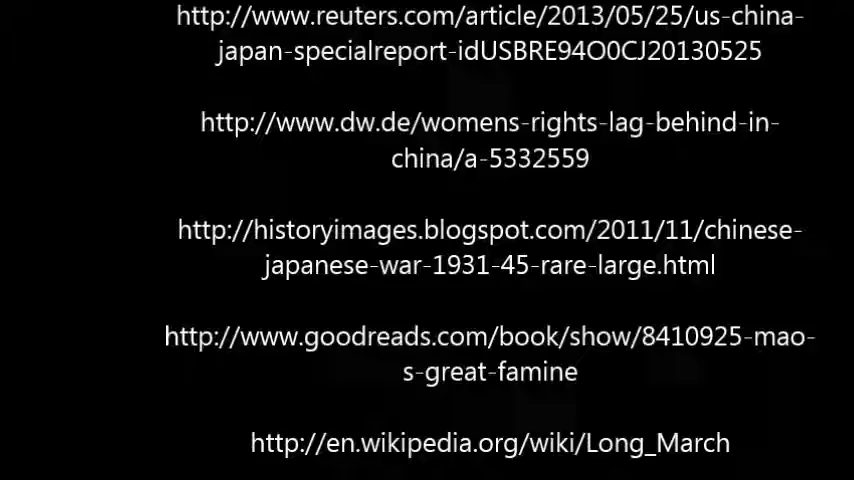 http://www.reuters.com/article/2013/05/25/us-china-
japan-specialreport-idUSBRE94O0CJ20130525
http://www.dw.de/womens-rights-lag-behind-in-
china/a-5332559
http://historyimages.blogspot.com/2011/11/chinese-
japanese-war-1931-45-rare-large.html
http://www.goodreads.com/book/show/8410925-mao-
s-great-famine
http://en.wikipedia.org/wiki/Long_March